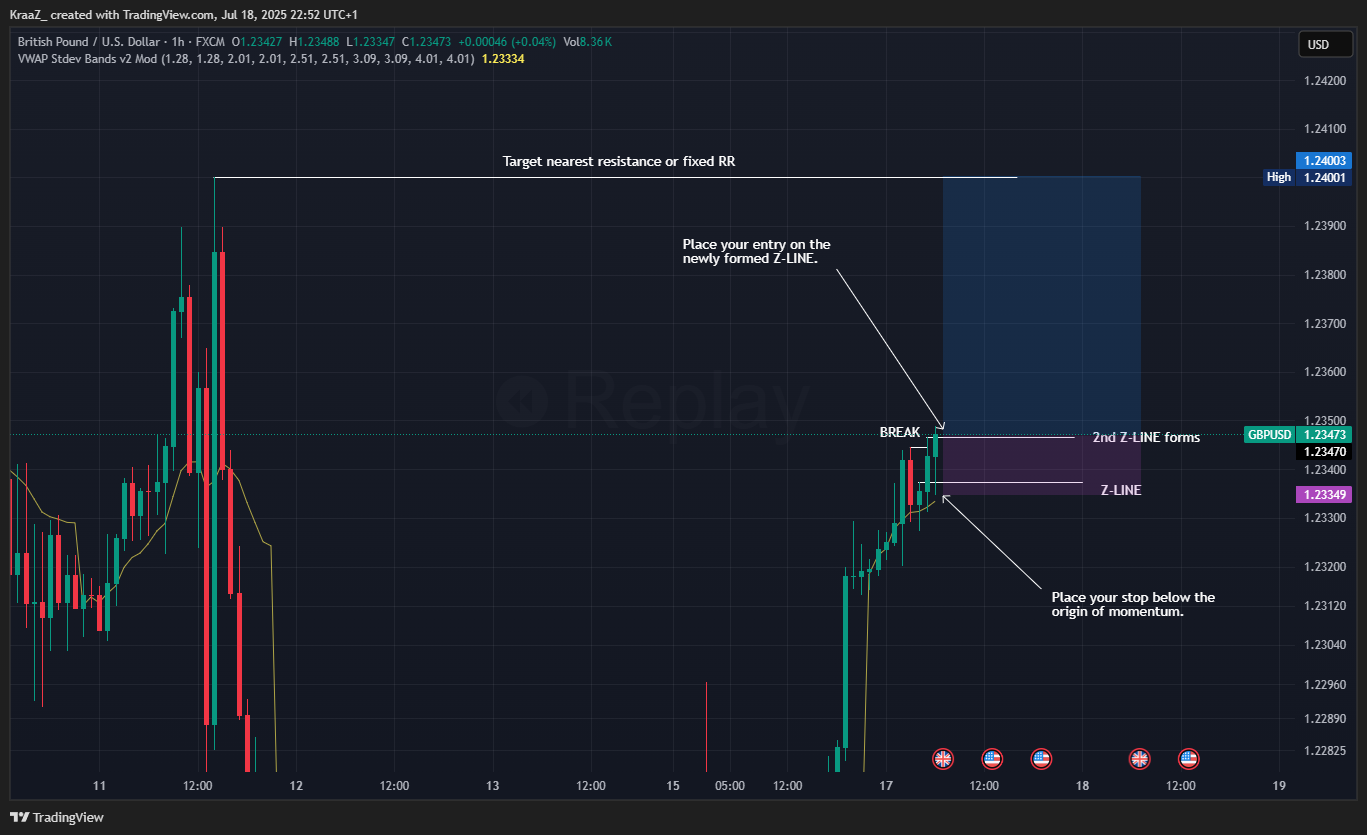 KraaZ_ created with TradingView.com, Jul 18, 2025 22:52 UTC+1
British Pound / U.S. Dollar · 1h · FXCM O1.23427 H1.23488 L1.23347 C1.23473 +0.00046 (+0.04%) Vol8.36K
USD
VWAP Stdev Bands v2 Mod (1.28, 1.28, 2.01, 2.01, 2.51, 2.51, 3.09, 3.09, 4.01, 4.01) 1.23334
1.24200
1.24100
Target nearest resistance or fixed RR
1.24003
High 1.24001
1.23900
Place your entry on the
newly formed Z-LINE.
1.23800
1.23700
1.23600
Replay
1.23500
BREAK
2nd Z-LINE forms
GBPUSD 1.23473
1.23470
1.23400
Z-LINE
1.23349
1.23300
1.23200
Place your stop below the
origin of momentum.
1.23120
1.23040
1.22960
1.22890
1.22825
11 12:00 12 12:00 13 12:00 15 05:00 12:00 17 12:00 18 12:00 19
TradingView